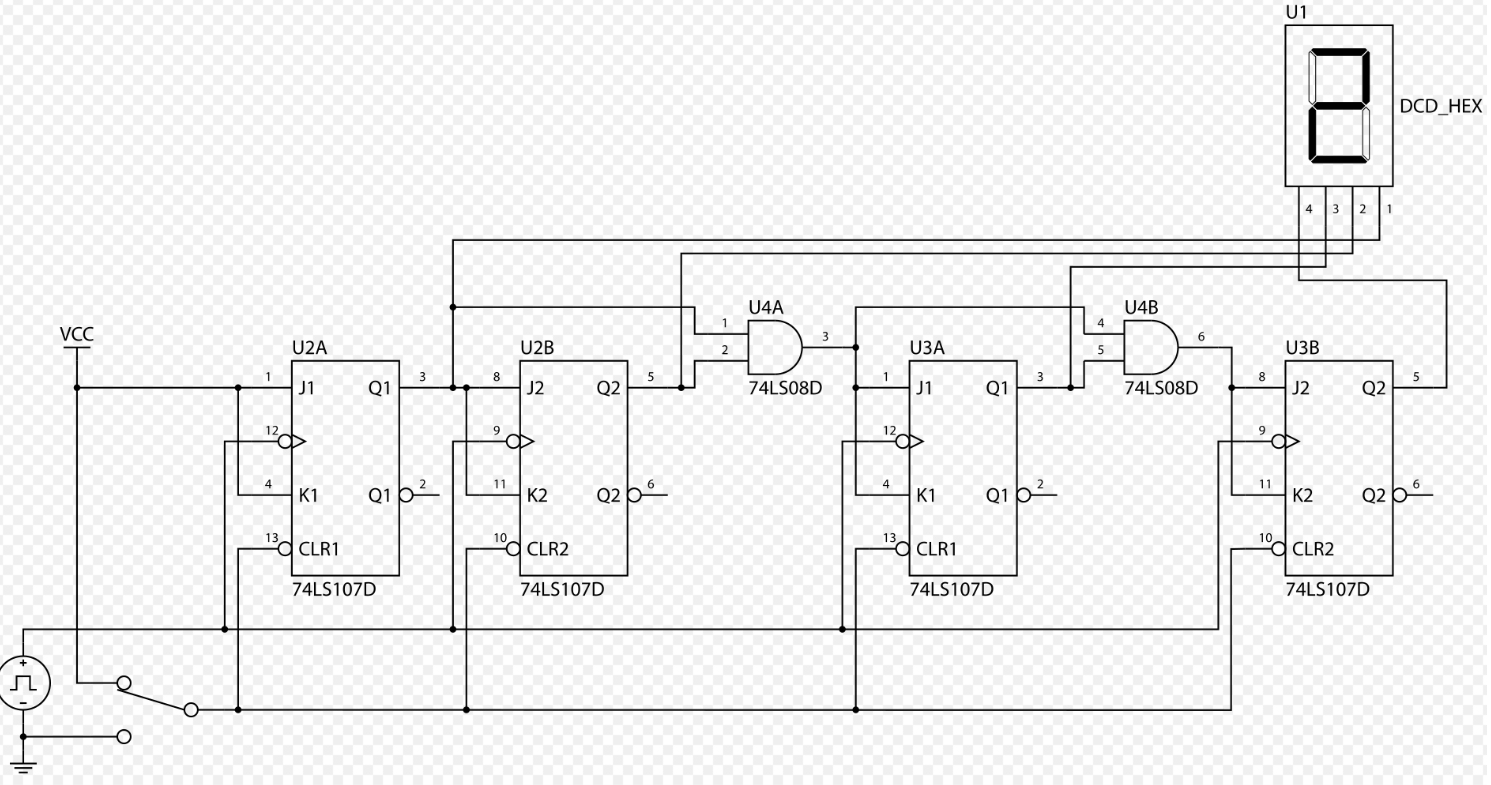 U1
DCD_HEX
4 3 2 1
VCC
U2A
1 J1 Q1 3
12
4 K1 Q1 2
13 CLR1
74LS107D
U2B
8 J2 Q2 5
9
11 K2 Q2 6
10 CLR2
74LS107D
U4A
1
2
3
74LS08D
U3A
1 J1 Q1 3
12
4 K1 Q1 2
13 CLR1
74LS107D
U4B
4
5
6
74LS08D
U3B
8 J2 Q2 5
9
11 K2 Q2 6
10 CLR2
74LS107D
+
−